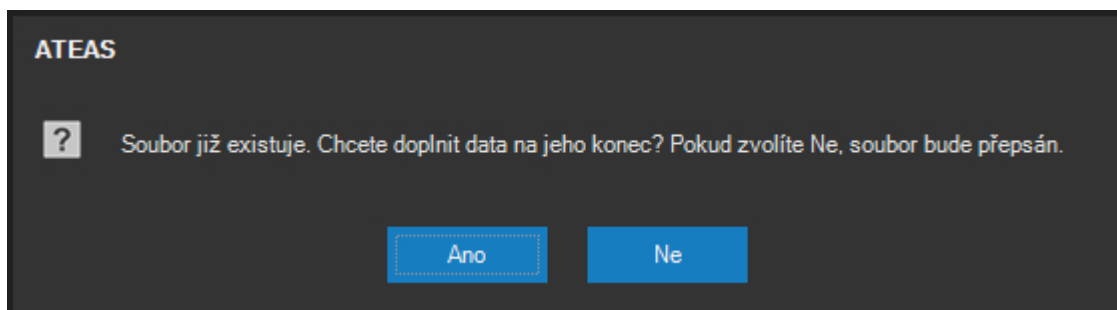 ATEAS
? Soubor již existuje. Chcete doplnit data na jeho konec? Pokud zvolíte Ne, soubor bude přepsán.
Ano Ne